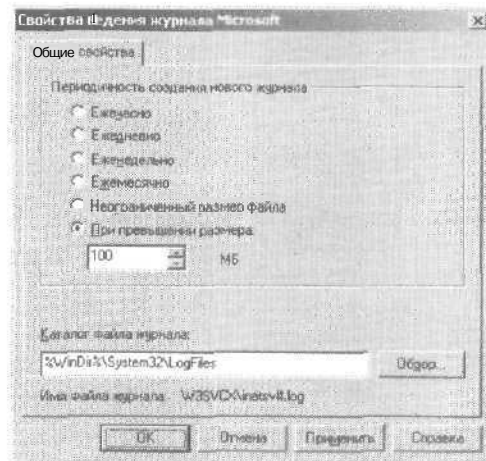 Свойства ведения журнала Microsoft
Общие свойства
Периодичность создания нового журнала
Ежечасно
Ежедневно
Еженедельно
Ежемесячно
Неограниченный размер файла
При превышении размера:
100 МБ
Каталог файла журнала:
%WinDir%\System32\LogFiles
Обзор...
Имя файла журнала: W3SVCX\inetsv#.log
OK Отмена Применить Справка